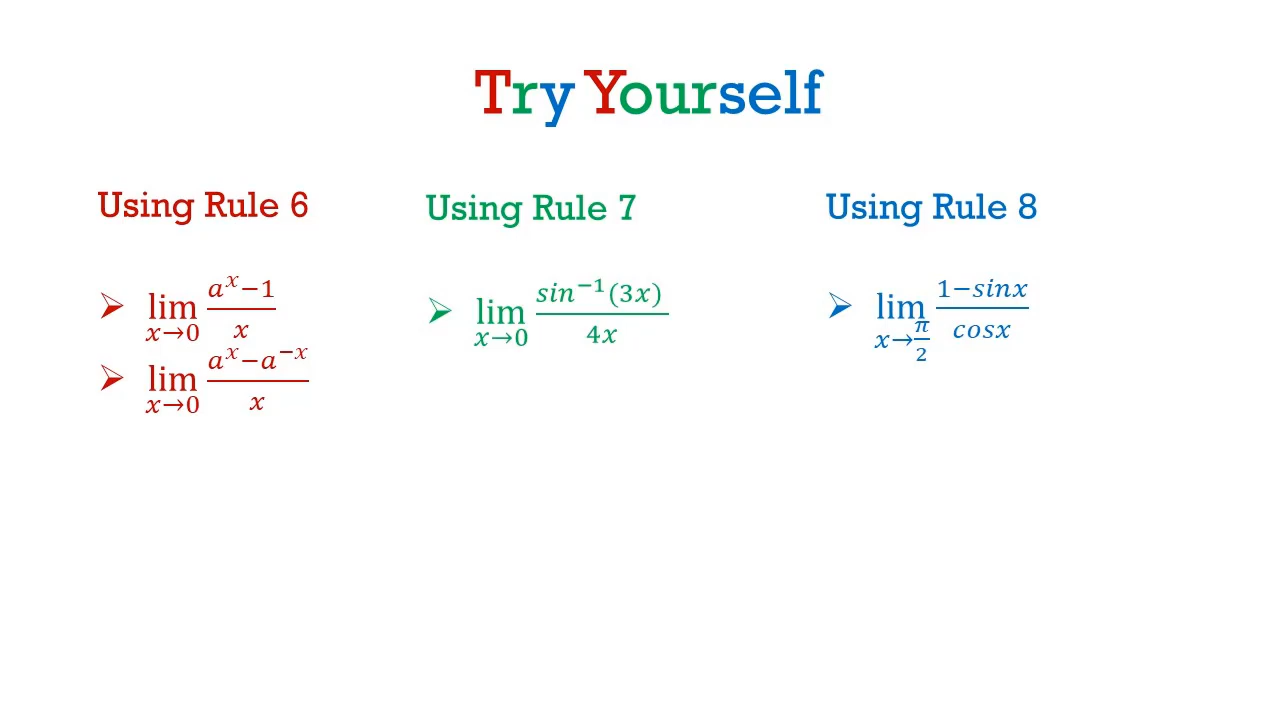 Try Yourself
Using Rule 6
➢ lim x→0 (a^x−1)/x
➢ lim x→0 (a^x−a^−x)/x
Using Rule 7
➢ lim x→0 sin^−1(3x)/4x
Using Rule 8
➢ lim x→π/2 (1−sinx)/cosx